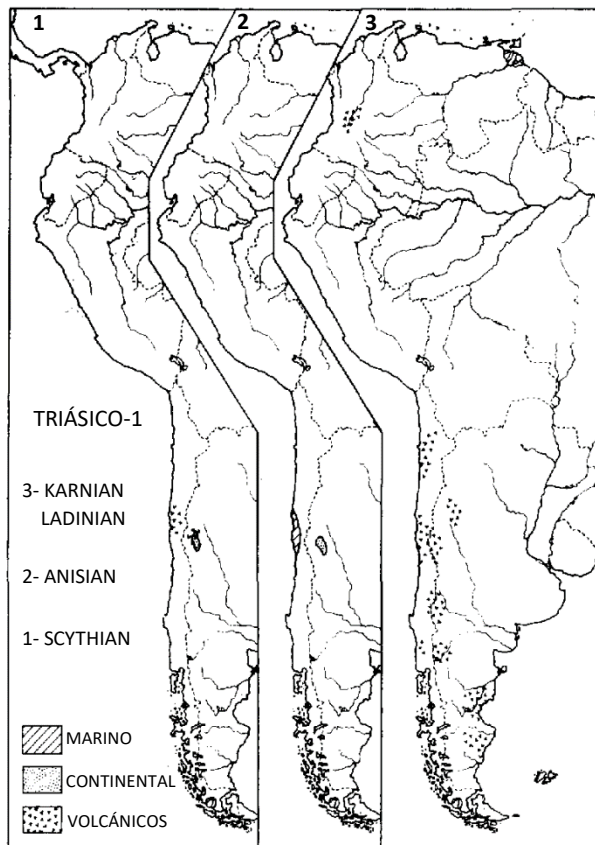 1
2
3
TRIÁSICO-1
3- KARNIAN
LADINIAN
2- ANISIAN
1- SCYTHIAN
MARINO
CONTINENTAL
VOLCÁNICOS